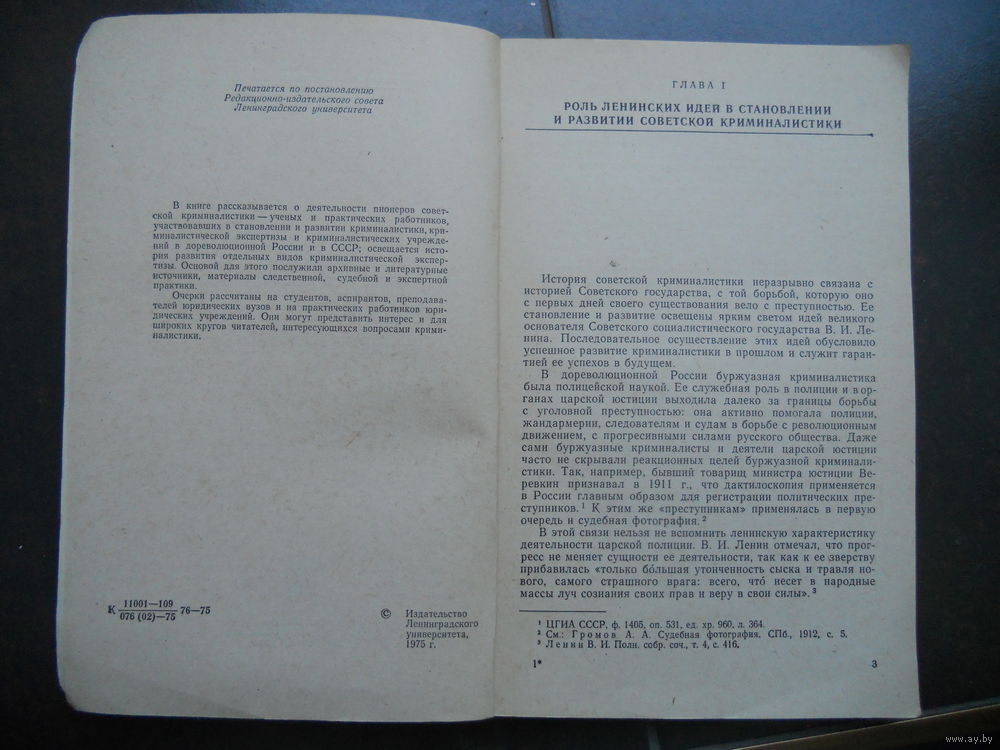 Печатается по постановлению
Редакционно-издательского совета
Ленинградского университета
В книге рассказывается о деятельности пионеров совет-
ской криминалистики — ученых и практических работников,
участвовавших в становлении и развитии криминалистики, кри-
миналистической экспертизы и криминалистических учрежде-
ний в дореволюционной России и в СССР; освещается исто-
рия развития отдельных видов криминалистической экспер-
тизы. Основой для этого послужили архивные и литературные
источники, материалы следственной, судебной и экспертной
практики.
Очерки рассчитаны на студентов, аспирантов, преподава-
телей юридических вузов и на практических работников юри-
дических учреждений. Они могут представить интерес и для
широких кругов читателей, интересующихся вопросами крими-
налистики.
К 11001—109
076 (02)—75 76—75
© Издательство
Ленинградского
университета,
1975 г.
ГЛАВА I
РОЛЬ ЛЕНИНСКИХ ИДЕЙ В СТАНОВЛЕНИИ
И РАЗВИТИИ СОВЕТСКОЙ КРИМИНАЛИСТИКИ
История советской криминалистики неразрывно связана с
историей Советского государства, с той борьбой, которую оно
с первых дней своего существования вело с преступностью. Ее
становление и развитие освещены ярким светом идей великого
основателя Советского социалистического государства В. И. Ле-
нина. Последовательное осуществление этих идей обусловило
успешное развитие криминалистики в прошлом и служит гаран-
тией ее успехов в будущем.
В дореволюционной России буржуазная криминалистика
была полицейской наукой. Ее служебная роль в полиции и в ор-
ганах царской юстиции выходила далеко за границы борьбы
с уголовной преступностью: она активно помогала полиции,
жандармерии, следователям и судам в борьбе с революционным
движением, с прогресивными силами русского общества. Даже
сами буржуазные криминалисты и деятели царской юстиции
часто не скрывали реакционных целей буржуазной криминали-
стики. Так, например, бывший товарищ министра юстиции Ве-
ревкин признавал в 1911 г., что дактилоскопия применяется
в России главным образом для регистрации политических пре-
ступников.¹ К этим же «преступникам» применялась в первую
очередь и судебная фотография.²
В этой связи нельзя не вспомнить ленинскую характеристику
деятельности царской полиции. В. И. Ленин отмечал, что прог-
ресс не меняет сущности ее деятельности, так как к ее зверству
прибавилась «только бо́льшая утонченность сыска и травля но-
вого, самого страшного врага: всего, что́ несет в народные
массы луч сознания своих прав и веру в свои силы».³
¹ ЦГИА СССР, ф. 1405, оп. 531, ед. хр. 960, л. 364.
² См.: Громов А. А. Судебная фотография. СПб., 1912, с. 5.
³ Ленин В. И. Полн. собр. соч., т. 4, с. 416.
1*
3
www.ay.by